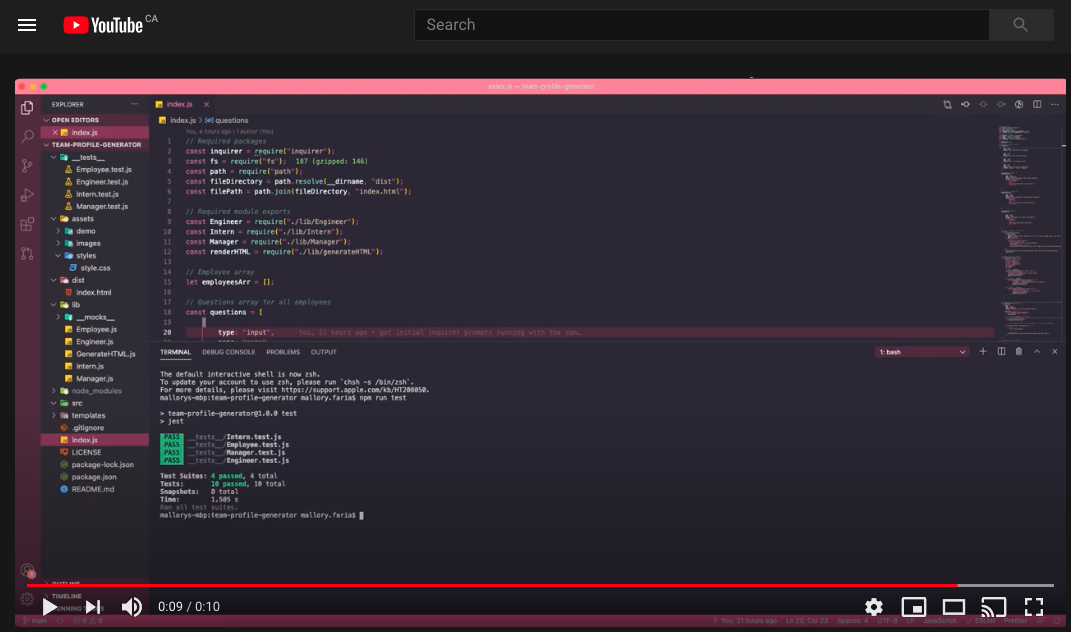 YouTube CA
Search
index.js — team-profile-generator
EXPLORER
OPEN EDITORS
index.js
TEAM-PROFILE-GENERATOR
__tests__
Employee.test.js
Engineer.test.js
Intern.test.js
Manager.test.js
assets
demo
images
styles
style.css
dist
index.html
lib
__mocks__
Employee.js
Engineer.js
GenerateHTML.js
Intern.js
Manager.js
node_modules
src
templates
.gitignore
index.js
LICENSE
package-lock.json
package.json
README.md
OUTLINE
TIMELINE
index.js
index.js > questions
You, 4 hours ago | 1 author (You)
1 // Required packages
2 const inquirer = require("inquirer");
3 const fs = require("fs"); 187 (gzipped: 146)
4 const path = require("path");
5 const fileDirectory = path.resolve(__dirname, "dist");
6 const filePath = path.join(fileDirectory, "index.html");
7
8 // Required module exports
9 const Engineer = require("./lib/Engineer");
10 const Intern = require("./lib/Intern");
11 const Manager = require("./lib/Manager");
12 const renderHTML = require("./lib/generateHTML");
13
14 // Employee array
15 let employeesArr = [];
16
17 // Questions array for all employees
18 const questions = [
19 {
20 type: "input", You, 21 hours ago • got initial inquirer prompts running with the con…
TERMINAL DEBUG CONSOLE PROBLEMS OUTPUT
1: bash
The default interactive shell is now zsh.
To update your account to use zsh, please run `chsh -s /bin/zsh`.
For more details, please visit https://support.apple.com/kb/HT208050.
mallorys-mbp:team-profile-generator mallory.faria$ npm run test
> team-profile-generator@1.0.0 test
> jest
PASS __tests__/Intern.test.js
PASS __tests__/Employee.test.js
PASS __tests__/Manager.test.js
PASS __tests__/Engineer.test.js
Test Suites: 4 passed, 4 total
Tests: 10 passed, 10 total
Snapshots: 0 total
Time: 1.505 s
Ran all test suites.
mallorys-mbp:team-profile-generator mallory.faria$
0:09 / 0:10
main 0 0 You, 21 hours ago Ln 20, Col 23 Spaces: 4 UTF-8 LF JavaScript ESLint Prettier